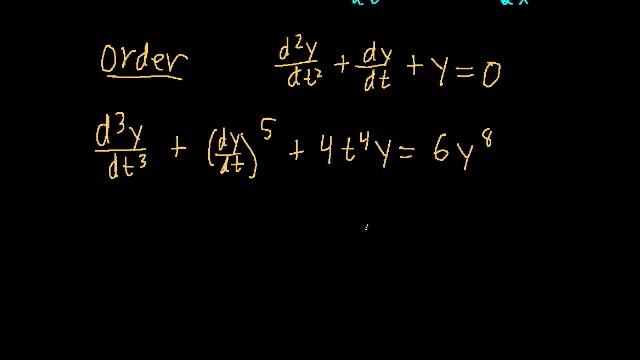 Order d²y/dt² + dy/dt + y = 0
d³y/dt³ + (dy/dt)⁵ + 4t⁴y = 6y⁸